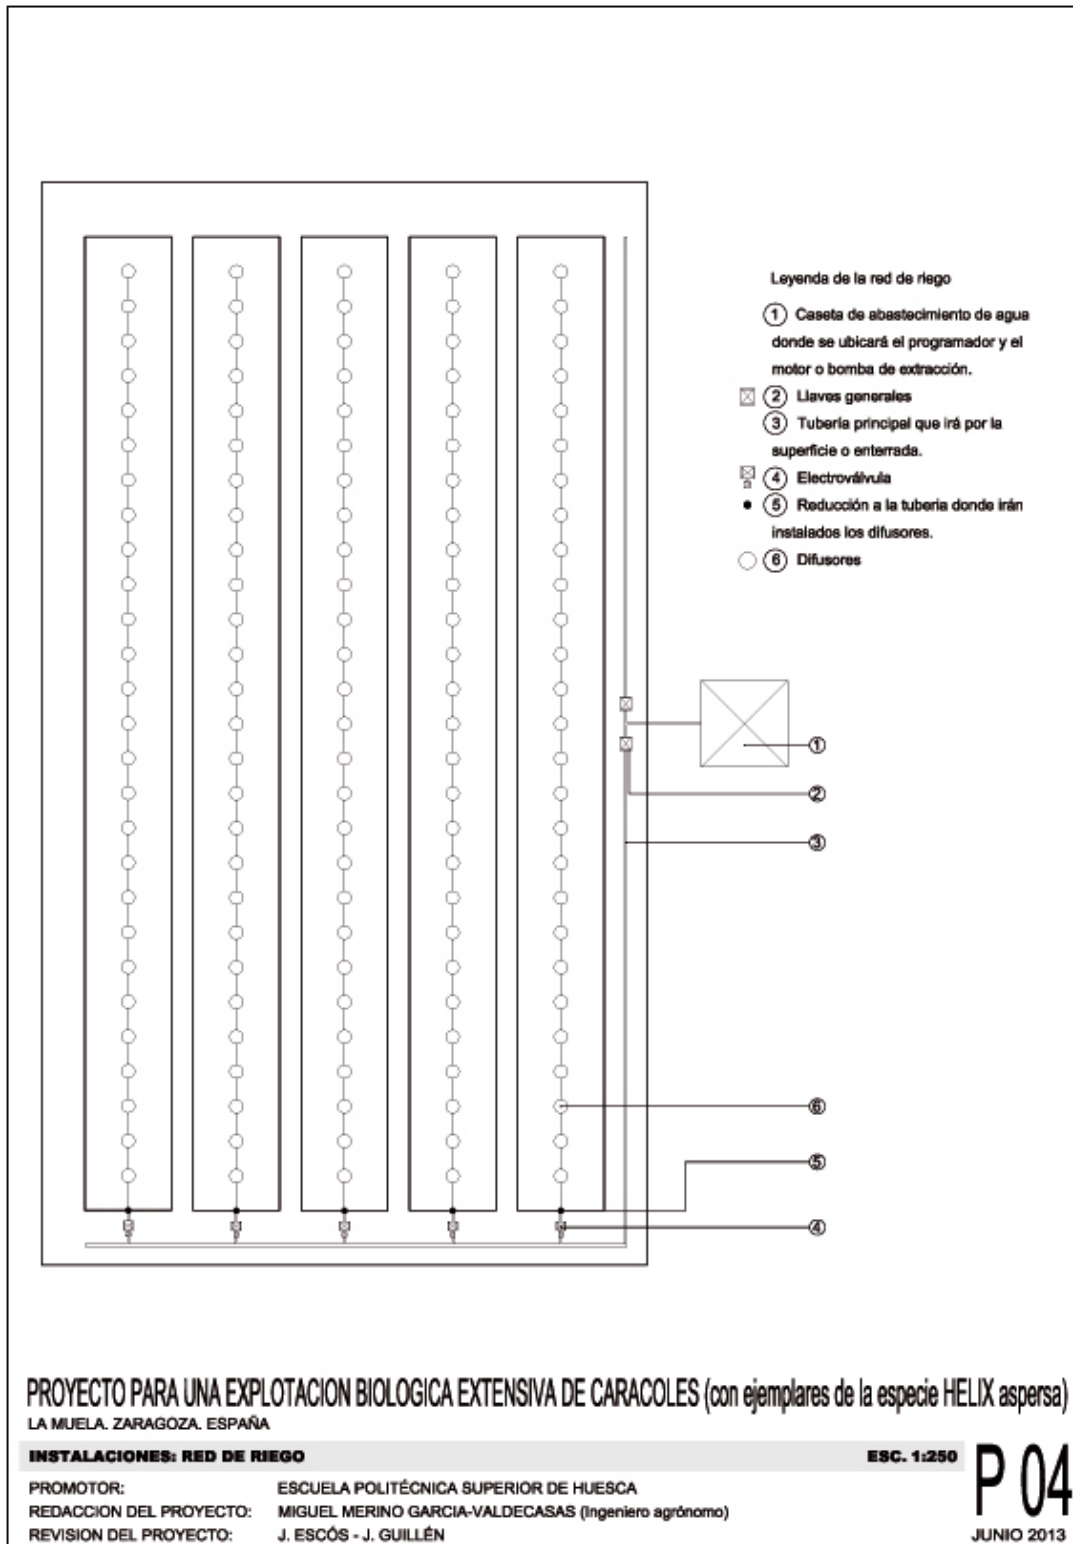 Leyenda de la red de riego
1 Caseta de abastecimiento de agua
donde se ubicará el programador y el
motor o bomba de extracción.
2 Llaves generales
3 Tubería principal que irá por la
superficie o enterrada.
4 Electroválvula
5 Reducción a la tuberia donde irán
instalados los difusores.
6 Difusores
1
2
3
6
5
4
PROYECTO PARA UNA EXPLOTACION BIOLOGICA EXTENSIVA DE CARACOLES (con ejemplares de la especie HELIX aspersa)
LA MUELA. ZARAGOZA. ESPAÑA
INSTALACIONES: RED DE RIEGO ESC. 1:250
P 04
PROMOTOR: ESCUELA POLITÉCNICA SUPERIOR DE HUESCA
REDACCION DEL PROYECTO: MIGUEL MERINO GARCIA-VALDECASAS (Ingeniero agrónomo)
REVISION DEL PROYECTO: J. ESCÓS - J. GUILLÉN
JUNIO 2013